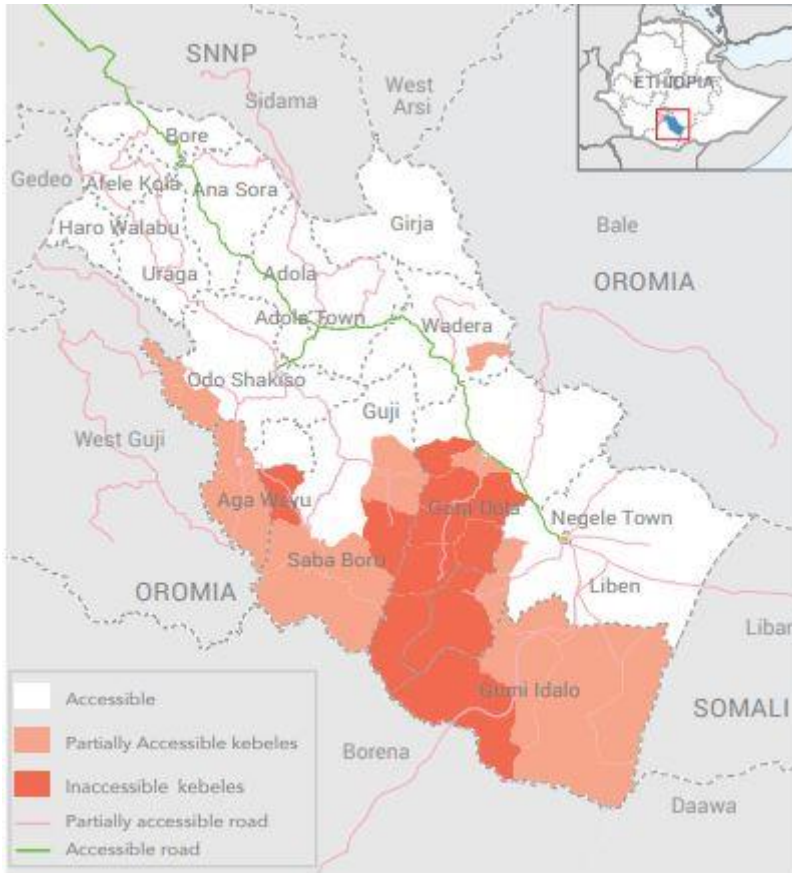 SNNP
Sidama
West
Arsi
ETHIOPIA
Bore
Gedeo
Afele Kola
Ana Sora
Girja
Haro Walabu
Bale
Uraga
Adola
OROMIA
Adola Town
Wadera
Odo Shakiso
Guji
West Guji
Aga Wayu
Goro Dola
Negele Town
Saba Boru
OROMIA
Liben
Liban
Gumi Idalo
SOMALI
Borena
Daawa
Accessible
Partially Accessible kebeles
Inaccessible kebeles
Partially accessible road
Accessible road